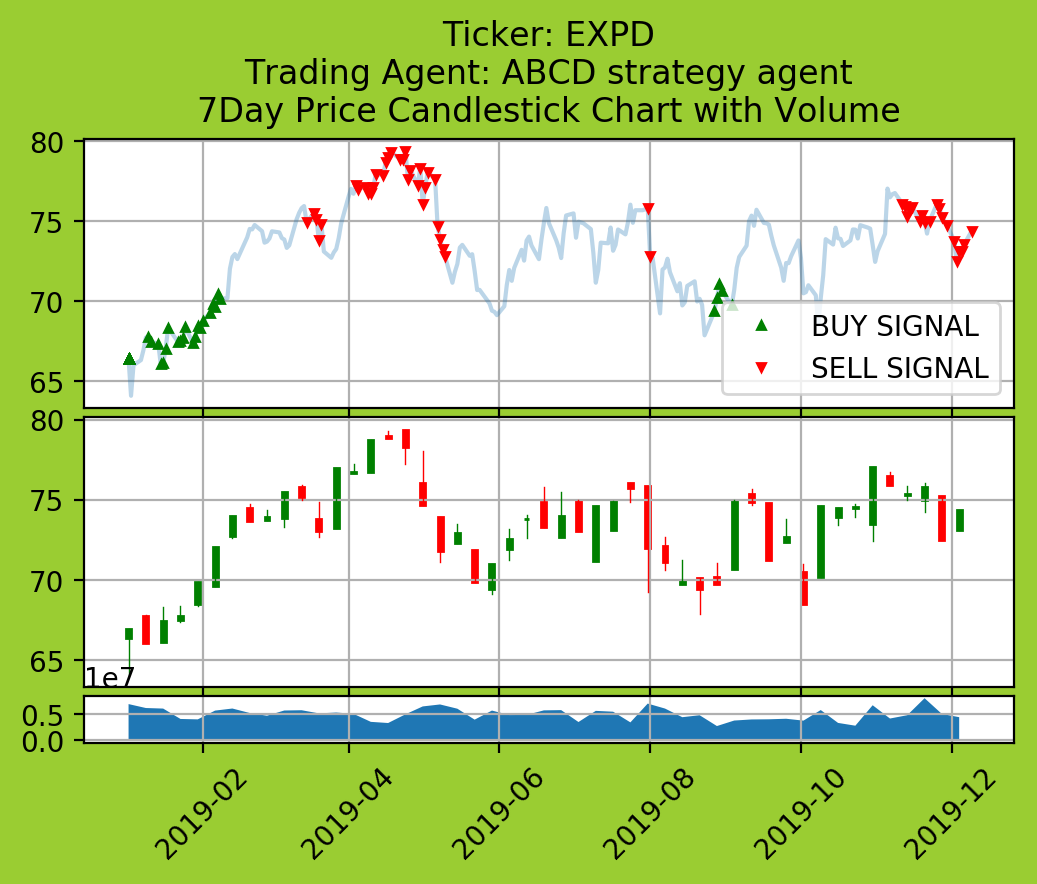 Ticker: EXPD
Trading Agent: ABCD strategy agent
7Day Price Candlestick Chart with Volume
80
75
70
65
BUY SIGNAL
SELL SIGNAL
80
75
70
65
1e7
0.5
0.0
2019-02
2019-04
2019-06
2019-08
2019-10
2019-12